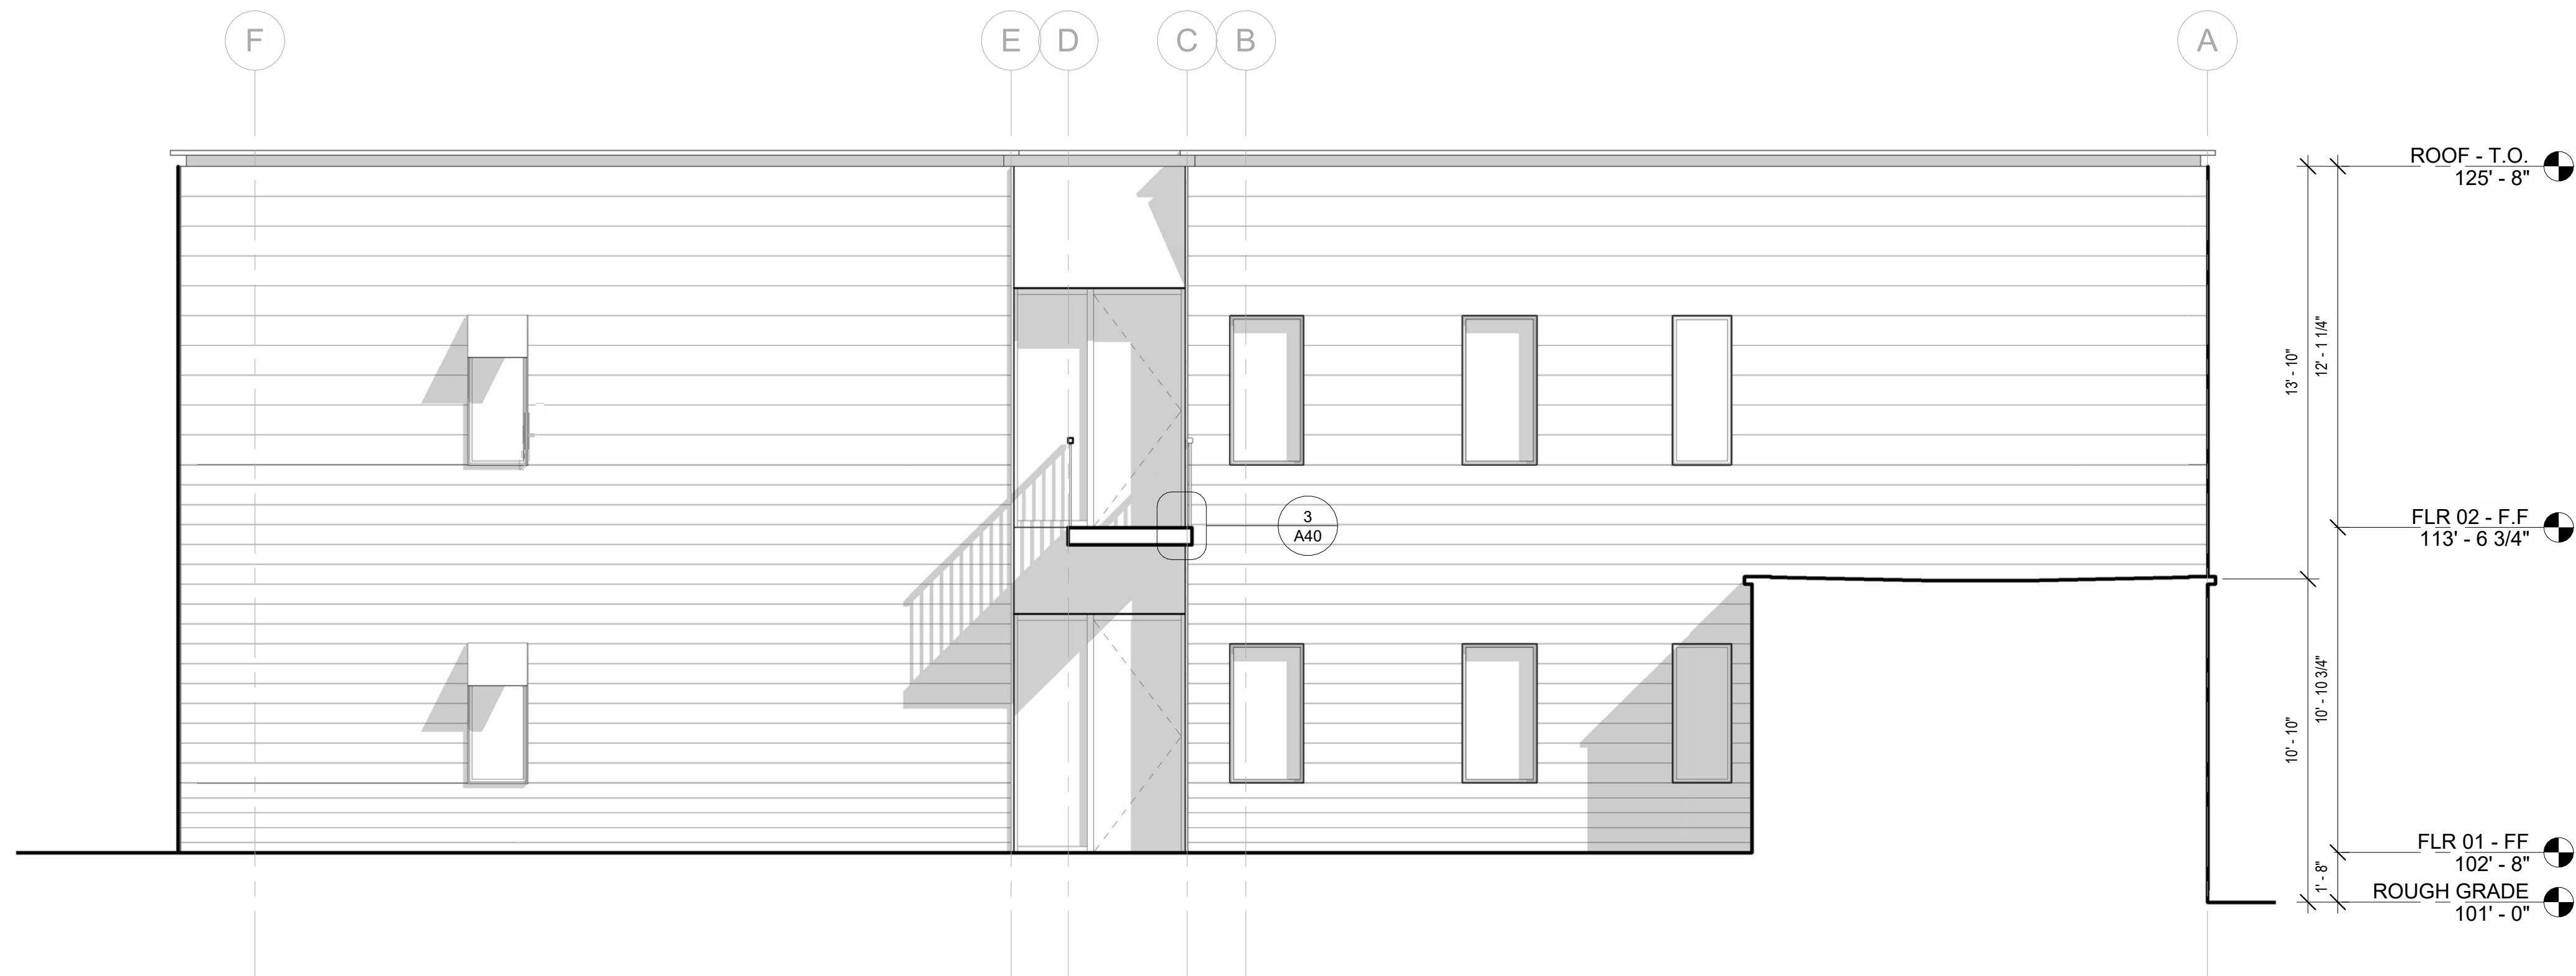 F E D C B A
ROOF - T.O.
125' - 8"
13' - 10"
12' - 1 1/4"
3
A40
FLR 02 - F.F
113' - 6 3/4"
10' - 10"
10' - 10 3/4"
FLR 01 - FF
102' - 8"
1' - 8"
ROUGH GRADE
101' - 0"